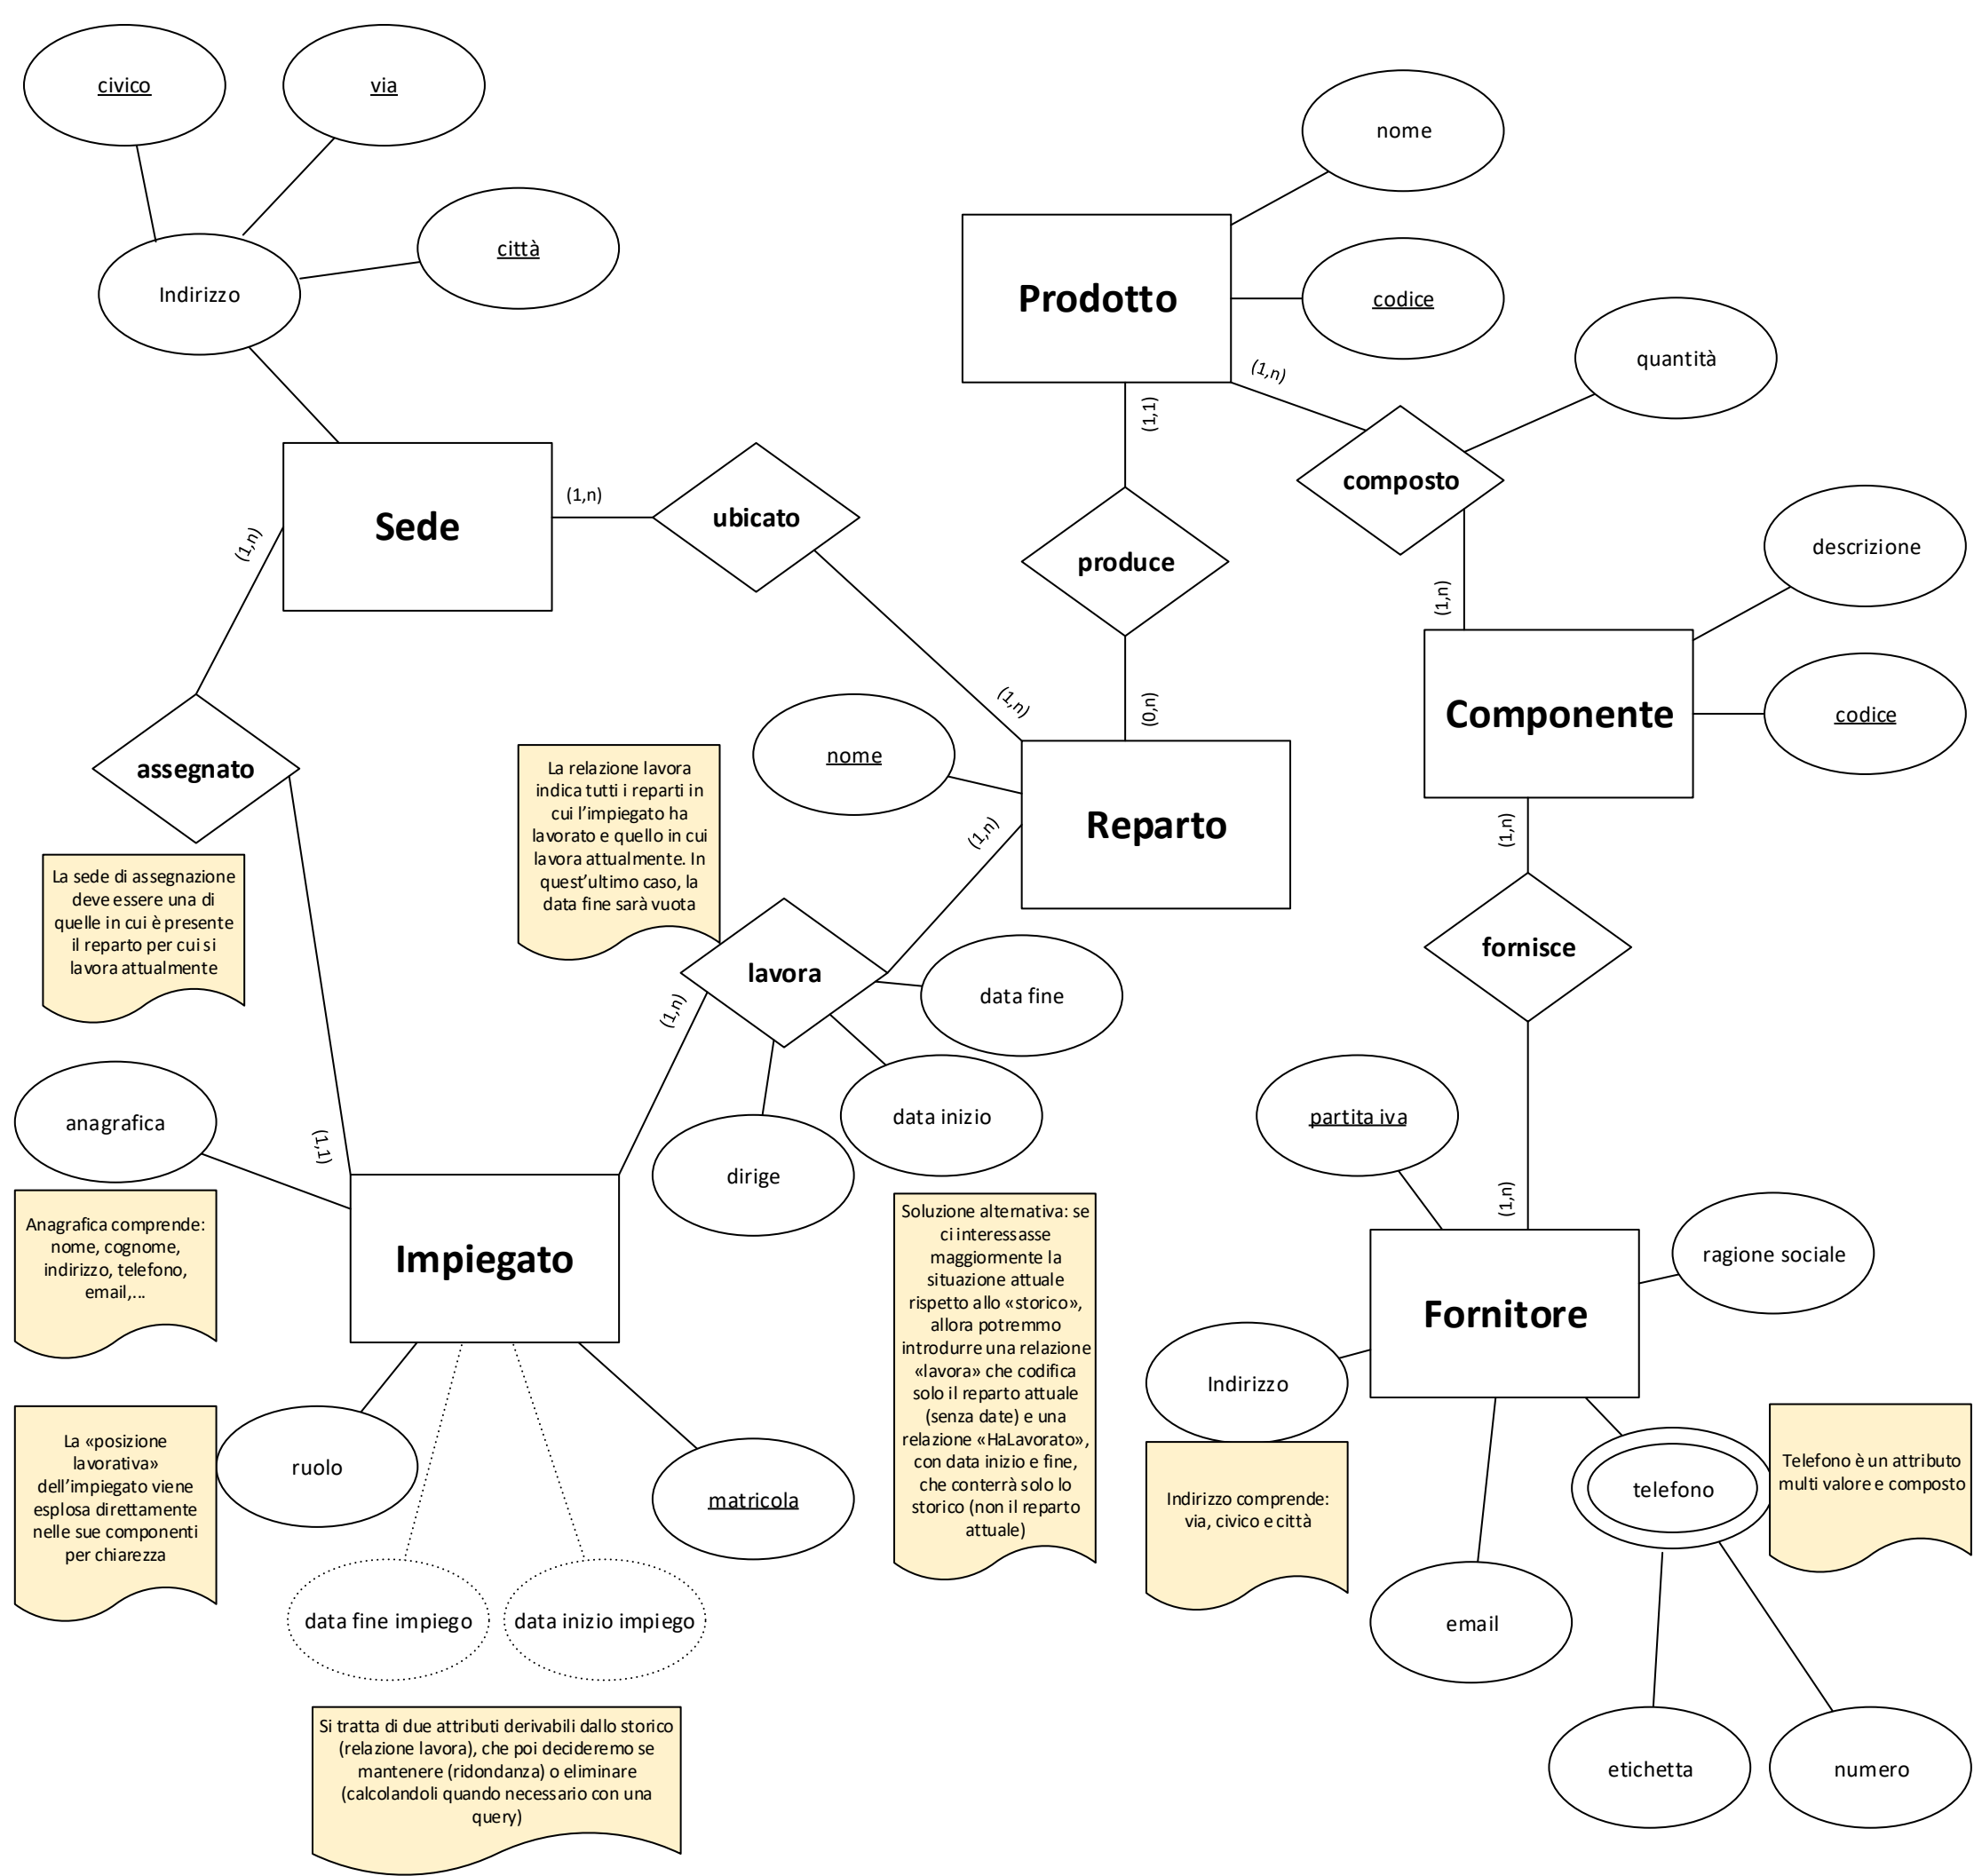 civico
via
città
Indirizzo
nome
Prodotto
codice
quantità
(1,n)
(1,1)
composto
Sede
(1,n)
ubicato
(1,n)
produce
descrizione
(1,n)
Componente
codice
(1,n)
(0,n)
nome
assegnato
La relazione lavora
indica tutti i reparti in
cui l'impiegato ha
lavorato e quello in cui
lavora attualmente. In
quest'ultimo caso, la
data fine sarà vuota
Reparto
(1,n)
(1,n)
La sede di assegnazione
deve essere una di
quelle in cui è presente
il reparto per cui si
lavora attualmente
lavora
(1,n)
data fine
fornisce
anagrafica
(1,1)
data inizio
dirige
partita iva
(1,n)
Anagrafica comprende:
nome, cognome,
indirizzo, telefono,
email,...
Impiegato
Soluzione alternativa: se
ci interessasse
maggiormente la
situazione attuale
rispetto allo «storico»,
allora potremmo
introdurre una relazione
«lavora» che codifica
solo il reparto attuale
(senza date) e una
relazione «HaLavorato»,
con data inizio e fine,
che conterrà solo lo
storico (non il reparto
attuale)
ragione sociale
Fornitore
Indirizzo
La «posizione
lavorativa»
dell'impiegato viene
esplosa direttamente
nelle sue componenti
per chiarezza
ruolo
matricola
Indirizzo comprende:
via, civico e città
telefono
Telefono è un attributo
multi valore e composto
data fine impiego
data inizio impiego
email
Si tratta di due attributi derivabili dallo storico
(relazione lavora), che poi decideremo se
mantenere (ridondanza) o eliminare
(calcolandoli quando necessario con una
query)
etichetta
numero